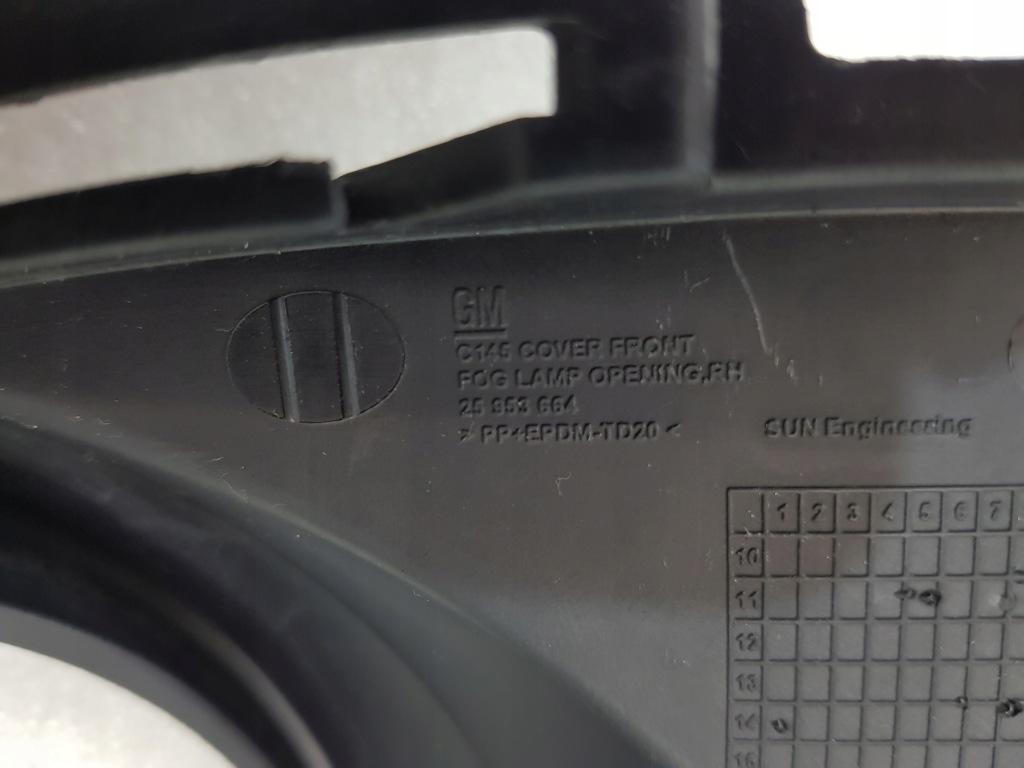 GM
C145 COVER FRONT
FOG LAMP OPENING,RH
25 953 664
> PP+EPDM-TD20 <
SUN Engineering
1 2 3 4 5 6 7
10
11
12
13
14
15